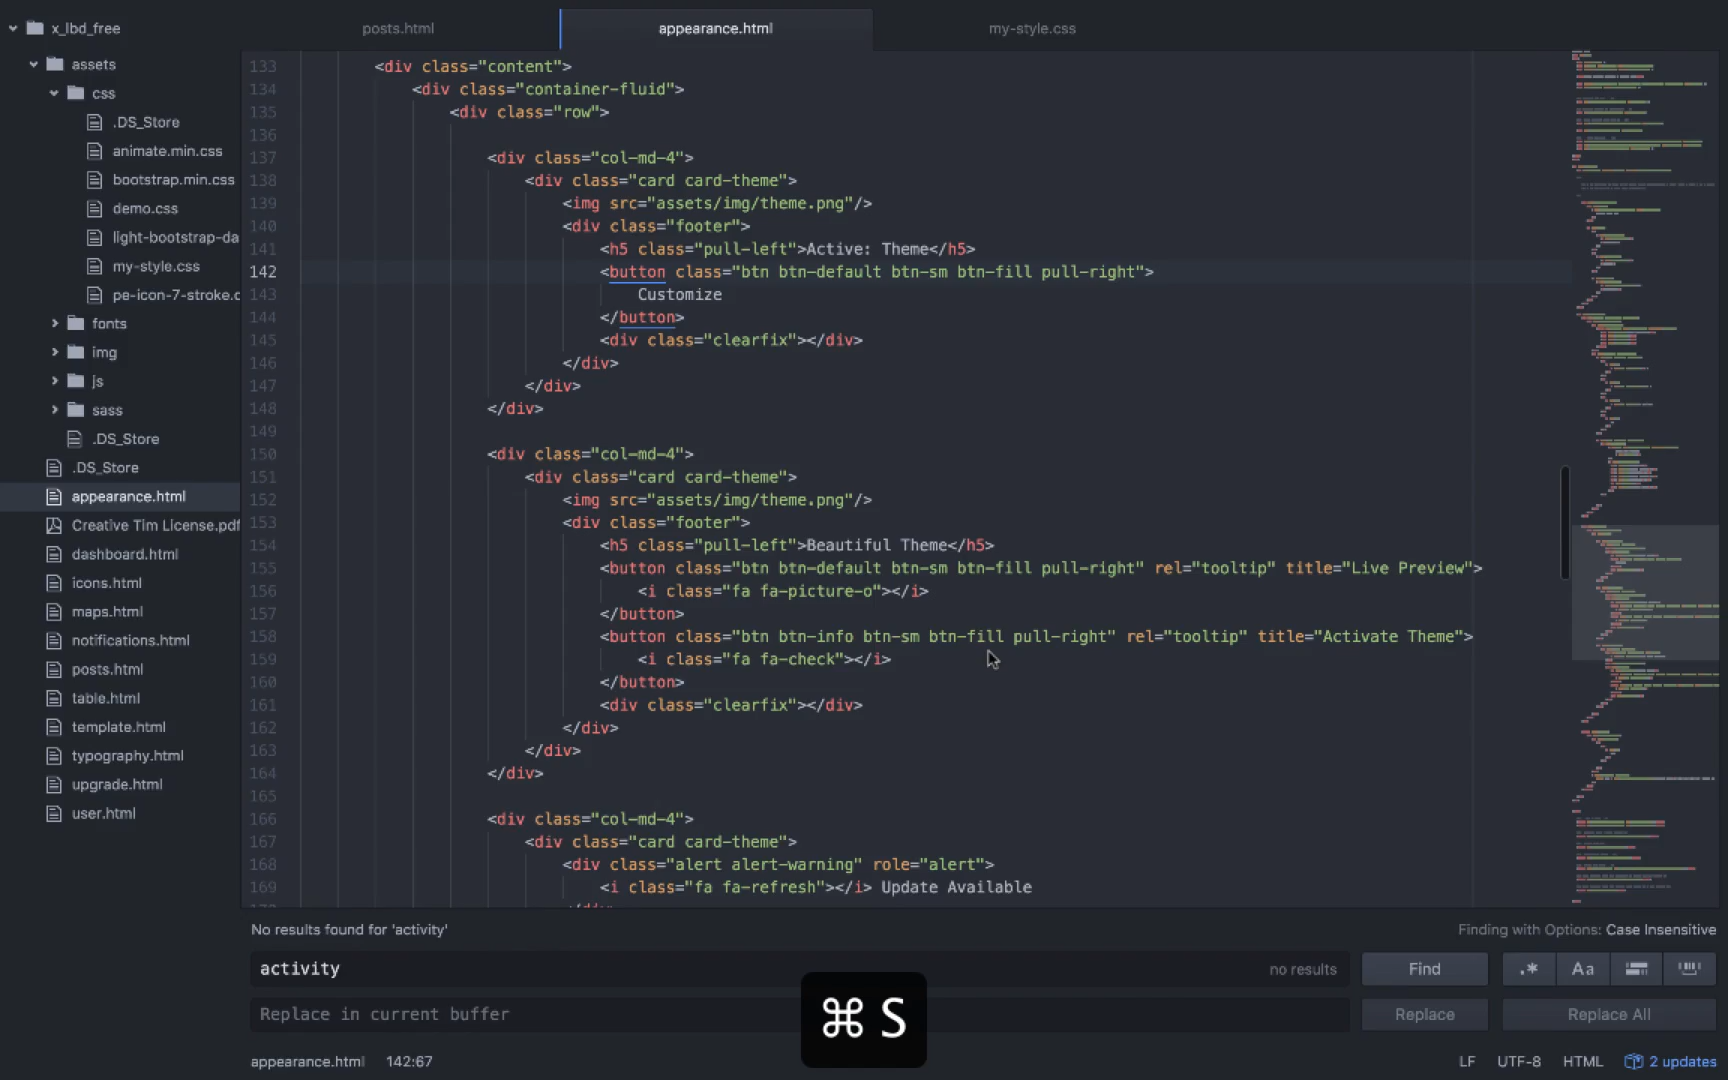 x_lbd_free
posts.html
appearance.html
my-style.css
assets
css
.DS_Store
animate.min.css
bootstrap.min.css
demo.css
light-bootstrap-da
my-style.css
pe-icon-7-stroke.c
fonts
img
js
sass
.DS_Store
.DS_Store
appearance.html
Creative Tim License.pdf
dashboard.html
icons.html
maps.html
notifications.html
posts.html
table.html
template.html
typography.html
upgrade.html
user.html
133 <div class="content">
134 <div class="container-fluid">
135 <div class="row">
136
137 <div class="col-md-4">
138 <div class="card card-theme">
139 <img src="assets/img/theme.png"/>
140 <div class="footer">
141 <h5 class="pull-left">Active: Theme</h5>
142 <button class="btn btn-default btn-sm btn-fill pull-right">
143 Customize
144 </button>
145 <div class="clearfix"></div>
146 </div>
147 </div>
148 </div>
149
150 <div class="col-md-4">
151 <div class="card card-theme">
152 <img src="assets/img/theme.png"/>
153 <div class="footer">
154 <h5 class="pull-left">Beautiful Theme</h5>
155 <button class="btn btn-default btn-sm btn-fill pull-right" rel="tooltip" title="Live Preview">
156 <i class="fa fa-picture-o"></i>
157 </button>
158 <button class="btn btn-info btn-sm btn-fill pull-right" rel="tooltip" title="Activate Theme">
159 <i class="fa fa-check"></i>
160 </button>
161 <div class="clearfix"></div>
162 </div>
163 </div>
164 </div>
165
166 <div class="col-md-4">
167 <div class="card card-theme">
168 <div class="alert alert-warning" role="alert">
169 <i class="fa fa-refresh"></i> Update Available
No results found for 'activity'
Finding with Options: Case Insensitive
activity
no results
Find
.*
Aa
Replace in current buffer
Replace
Replace All
⌘ S
appearance.html
142:67
LF
UTF-8
HTML
2 updates